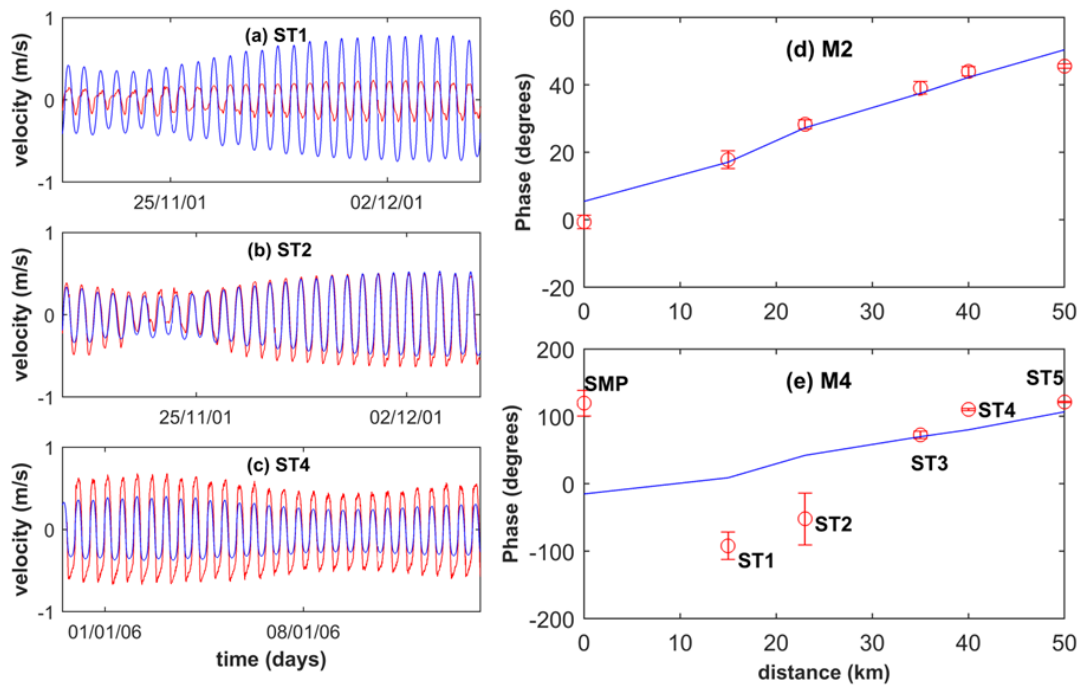 (a) ST1
velocity (m/s)
1
0
-1
25/11/01
02/12/01
(b) ST2
velocity (m/s)
1
0
-1
25/11/01
02/12/01
(c) ST4
velocity (m/s)
1
0
-1
01/01/06
08/01/06
time (days)
(d) M2
Phase (degrees)
60
40
20
0
-20
0
10
20
30
40
50
(e) M4
Phase (degrees)
200
100
0
-100
-200
SMP
ST1
ST2
ST3
ST4
ST5
0
10
20
30
40
50
distance (km)